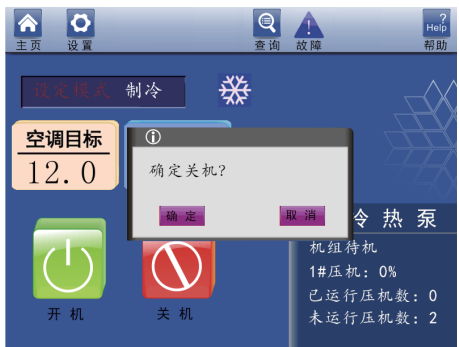 Help
主页 设置 查询 故障 帮助
设定模式 制冷
空调目标
12.0
确定关机?
确定 取消
冷热泵
机组待机
1#压机: 0%
已运行压机数: 0
未运行压机数: 2
开机 关机